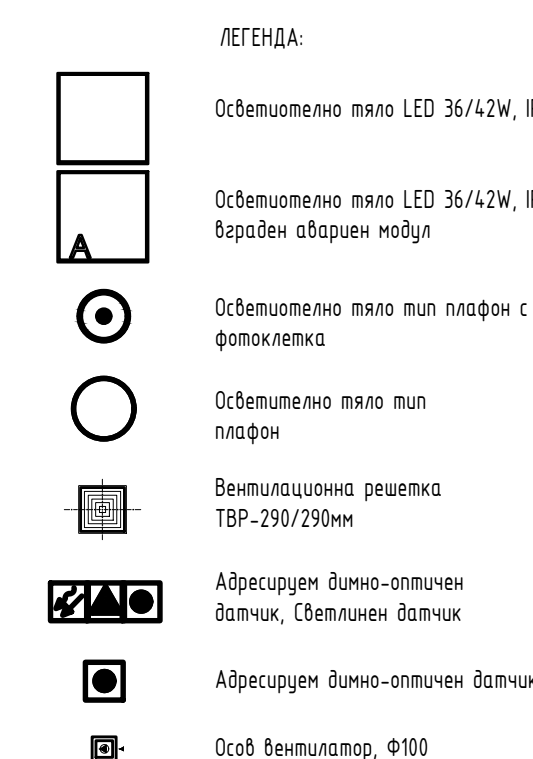 ЛЕГЕНДА:
Осветиотелно тяло LED 36/42W,
Осветиотелно тяло LED 36/42W,
А
вграден авариен модул
Осветиотелно тяло тип плафон с
фотоклетка
Осветително тяло тип
плафон
Вентилационна решетка
ТВР-290/290мм
Адресируем димно-оптичен
датчик, Светлинен датчик
Адресируем димно-оптичен датчик
Осов вентилатор, Ф100